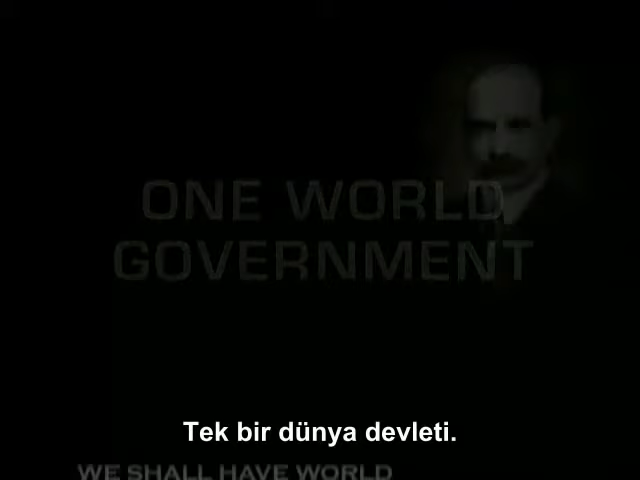 ONE WORLD
GOVERNMENT
Tek bir dünya devleti.
WE SHALL HAVE WORLD